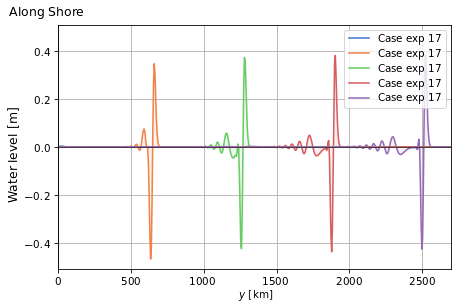 Along Shore
Case exp 17
Case exp 17
Case exp 17
Case exp 17
Case exp 17
Water level [m]
0.4
0.2
0.0
−0.2
−0.4
0
500
1000
1500
2000
2500
y [km]